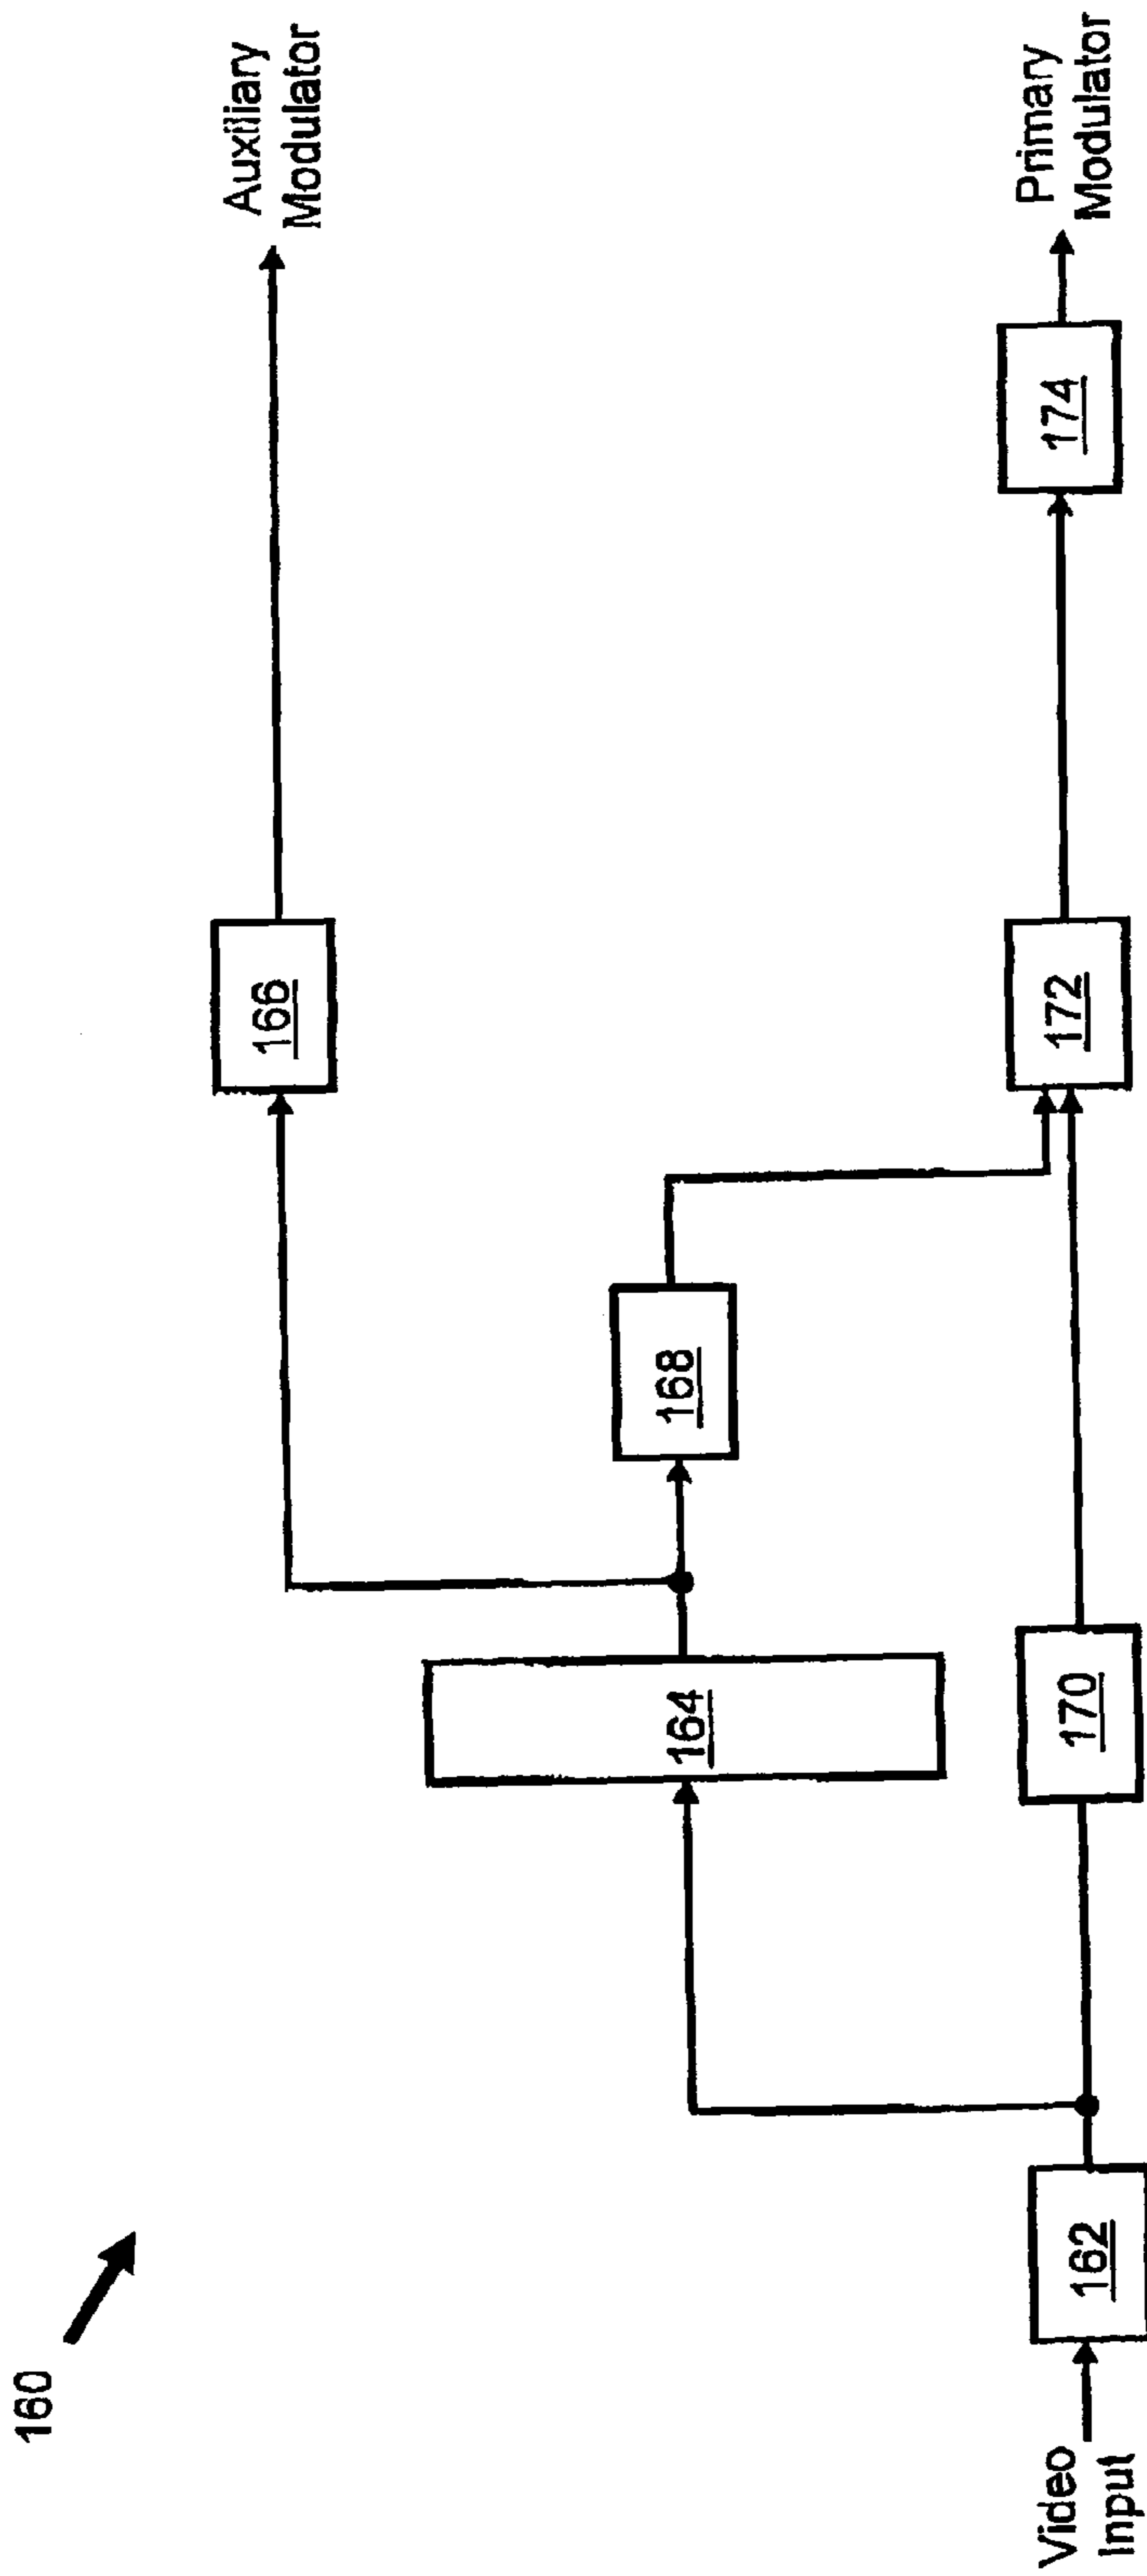 160
Auxiliary
Modulator
166
168
164
Video
Input
162
170
172
174
Primary
Modulator